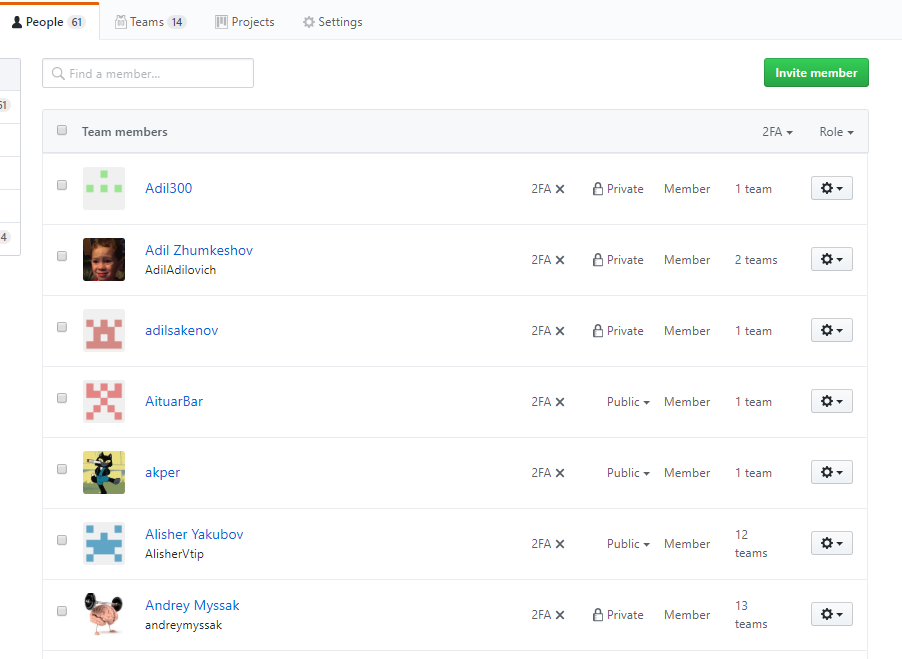 People 61 Teams 14 Projects Settings
Find a member... Invite member
Team members 2FA Role
51
Adil300 2FA Private Member 1 team
Adil Zhumkeshov
AdilAdilovich 2FA Private Member 2 teams
4
adilsakenov 2FA Private Member 1 team
AituarBar 2FA Public Member 1 team
akper 2FA Public Member 1 team
Alisher Yakubov
AlisherVtip 2FA Public Member 12 teams
Andrey Myssak
andreymyssak 2FA Private Member 13 teams